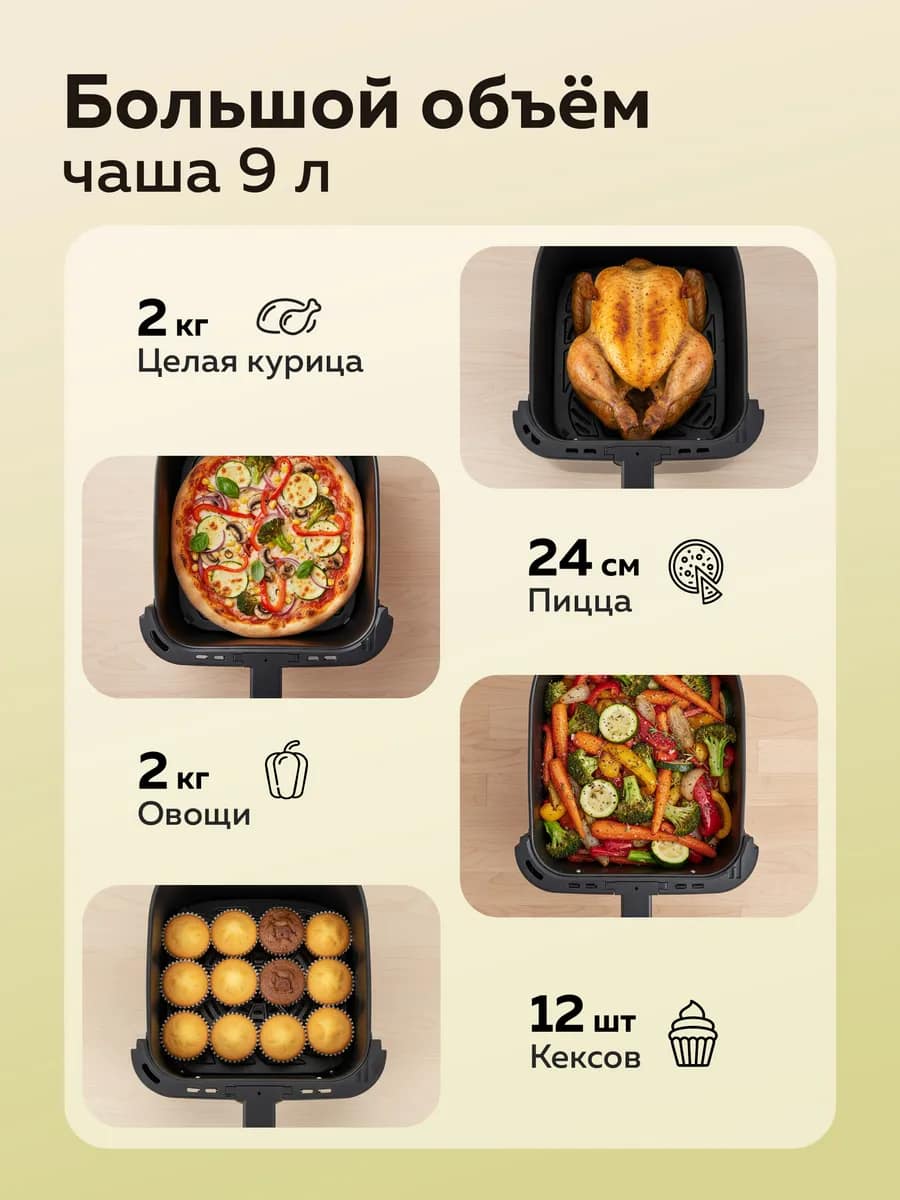 Большой объём
чаша 9 л
2 кг
Целая курица
24 см
Пицца
2 кг
Овощи
12 шт
Кексов